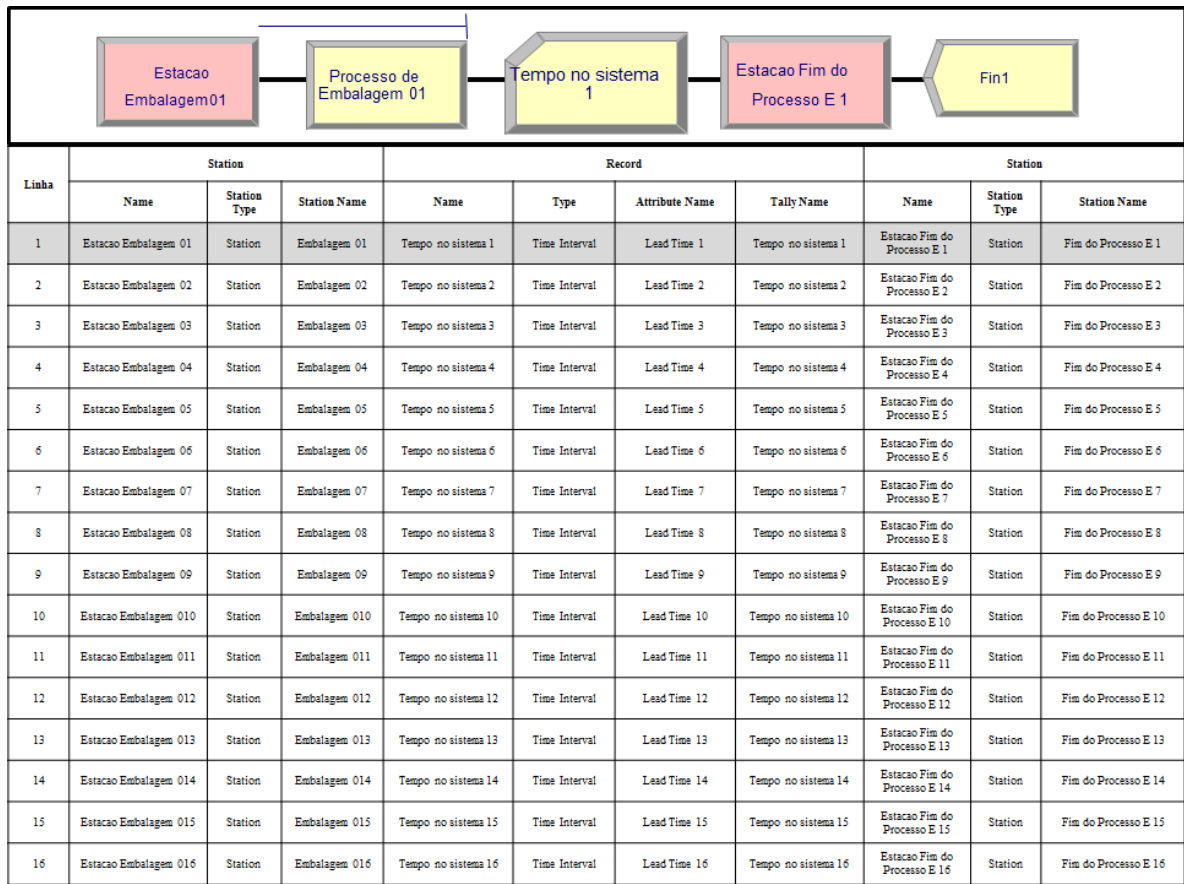 Estacao
Embalagem01
Processo de
Embalagem 01
Tempo no sistema
1
Estacao Fim do
Processo E 1
Fin1
Linha Station Record Station
Name Station Type Station Name Name Type Attribute Name Tally Name Name Station Type Station Name
1 Estacao Embalagem 01 Station Embalagem 01 Tempo no sistema 1 Time Interval Lead Time 1 Tempo no sistema 1 Estacao Fim do Processo E 1 Station Fim do Processo E 1
2 Estacao Embalagem 02 Station Embalagem 02 Tempo no sistema 2 Time Interval Lead Time 2 Tempo no sistema 2 Estacao Fim do Processo E 2 Station Fim do Processo E 2
3 Estacao Embalagem 03 Station Embalagem 03 Tempo no sistema 3 Time Interval Lead Time 3 Tempo no sistema 3 Estacao Fim do Processo E 3 Station Fim do Processo E 3
4 Estacao Embalagem 04 Station Embalagem 04 Tempo no sistema 4 Time Interval Lead Time 4 Tempo no sistema 4 Estacao Fim do Processo E 4 Station Fim do Processo E 4
5 Estacao Embalagem 05 Station Embalagem 05 Tempo no sistema 5 Time Interval Lead Time 5 Tempo no sistema 5 Estacao Fim do Processo E 5 Station Fim do Processo E 5
6 Estacao Embalagem 06 Station Embalagem 06 Tempo no sistema 6 Time Interval Lead Time 6 Tempo no sistema 6 Estacao Fim do Processo E 6 Station Fim do Processo E 6
7 Estacao Embalagem 07 Station Embalagem 07 Tempo no sistema 7 Time Interval Lead Time 7 Tempo no sistema 7 Estacao Fim do Processo E 7 Station Fim do Processo E 7
8 Estacao Embalagem 08 Station Embalagem 08 Tempo no sistema 8 Time Interval Lead Time 8 Tempo no sistema 8 Estacao Fim do Processo E 8 Station Fim do Processo E 8
9 Estacao Embalagem 09 Station Embalagem 09 Tempo no sistema 9 Time Interval Lead Time 9 Tempo no sistema 9 Estacao Fim do Processo E 9 Station Fim do Processo E 9
10 Estacao Embalagem 010 Station Embalagem 010 Tempo no sistema 10 Time Interval Lead Time 10 Tempo no sistema 10 Estacao Fim do Processo E 10 Station Fim do Processo E 10
11 Estacao Embalagem 011 Station Embalagem 011 Tempo no sistema 11 Time Interval Lead Time 11 Tempo no sistema 11 Estacao Fim do Processo E 11 Station Fim do Processo E 11
12 Estacao Embalagem 012 Station Embalagem 012 Tempo no sistema 12 Time Interval Lead Time 12 Tempo no sistema 12 Estacao Fim do Processo E 12 Station Fim do Processo E 12
13 Estacao Embalagem 013 Station Embalagem 013 Tempo no sistema 13 Time Interval Lead Time 13 Tempo no sistema 13 Estacao Fim do Processo E 13 Station Fim do Processo E 13
14 Estacao Embalagem 014 Station Embalagem 014 Tempo no sistema 14 Time Interval Lead Time 14 Tempo no sistema 14 Estacao Fim do Processo E 14 Station Fim do Processo E 14
15 Estacao Embalagem 015 Station Embalagem 015 Tempo no sistema 15 Time Interval Lead Time 15 Tempo no sistema 15 Estacao Fim do Processo E 15 Station Fim do Processo E 15
16 Estacao Embalagem 016 Station Embalagem 016 Tempo no sistema 16 Time Interval Lead Time 16 Tempo no sistema 16 Estacao Fim do Processo E 16 Station Fim do Processo E 16